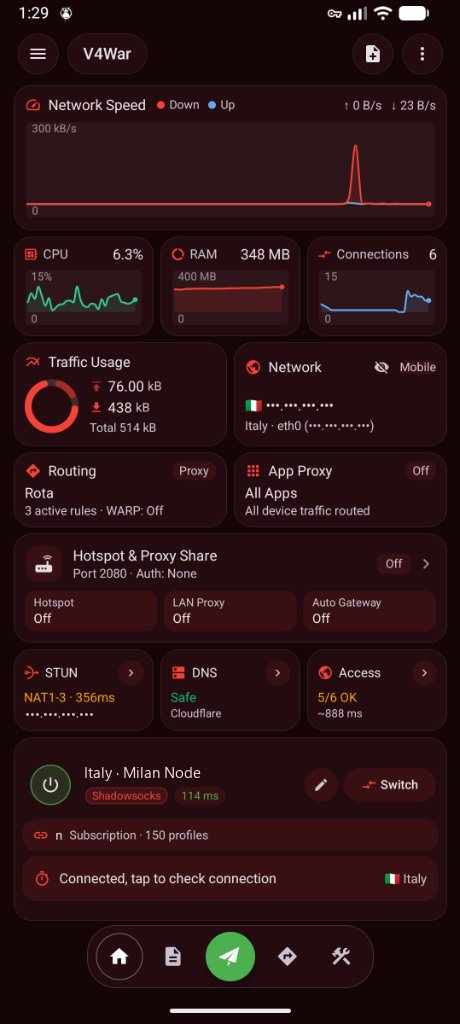 1:29
V4War
Network Speed Down Up ↑ 0 B/s ↓ 23 B/s
300 kB/s
0
CPU 6.3%
15%
0
RAM 348 MB
400 MB
0
Connections 6
15
0
Traffic Usage
76.00 kB
438 kB
Total 514 kB
Network Mobile
•••.•••.•••.•••
Italy · eth0 (•••.•••.•••.•••)
Routing Proxy
Rota
3 active rules · WARP: Off
App Proxy Off
All Apps
All device traffic routed
Hotspot & Proxy Share
Port 2080 · Auth: None
Off
Hotspot
Off
LAN Proxy
Off
Auto Gateway
Off
STUN
NAT1-3 · 356ms
•••.•••.•••.•••
DNS
Safe
Cloudflare
Access
5/6 OK
~888 ms
Italy · Milan Node
Shadowsocks 114 ms
Switch
n Subscription · 150 profiles
Connected, tap to check connection Italy